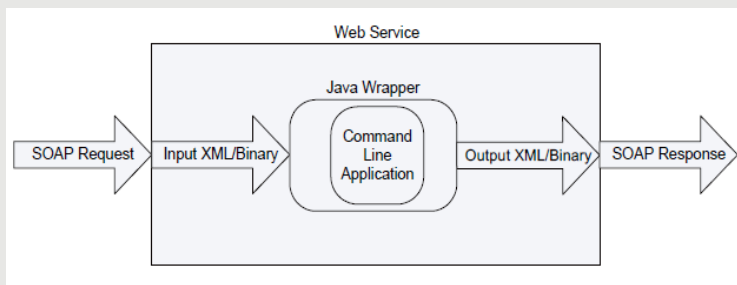 Web Service
Java Wrapper
SOAP Request
Input XML/Binary
Command
Line
Application
Output XML/Binary
SOAP Response